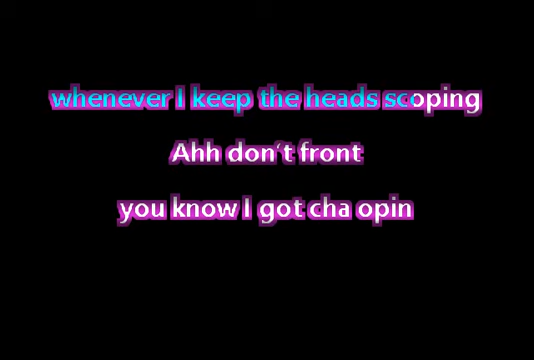 whenever I keep the heads scoping
Ahh don't front
you know I got cha opin